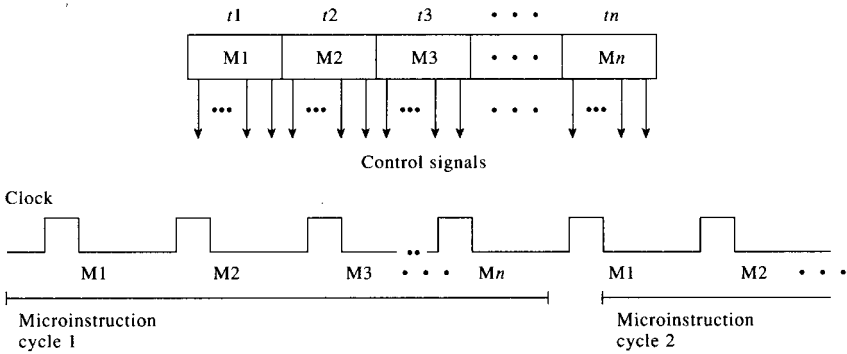 t1 t2 t3 • • • tn
M1 M2 M3 • • • Mn
••• ••• ••• • • • •••
Control signals
Clock
••
M1 M2 M3 • • • Mn M1 M2 • • •
Microinstruction
cycle 1
Microinstruction
cycle 2